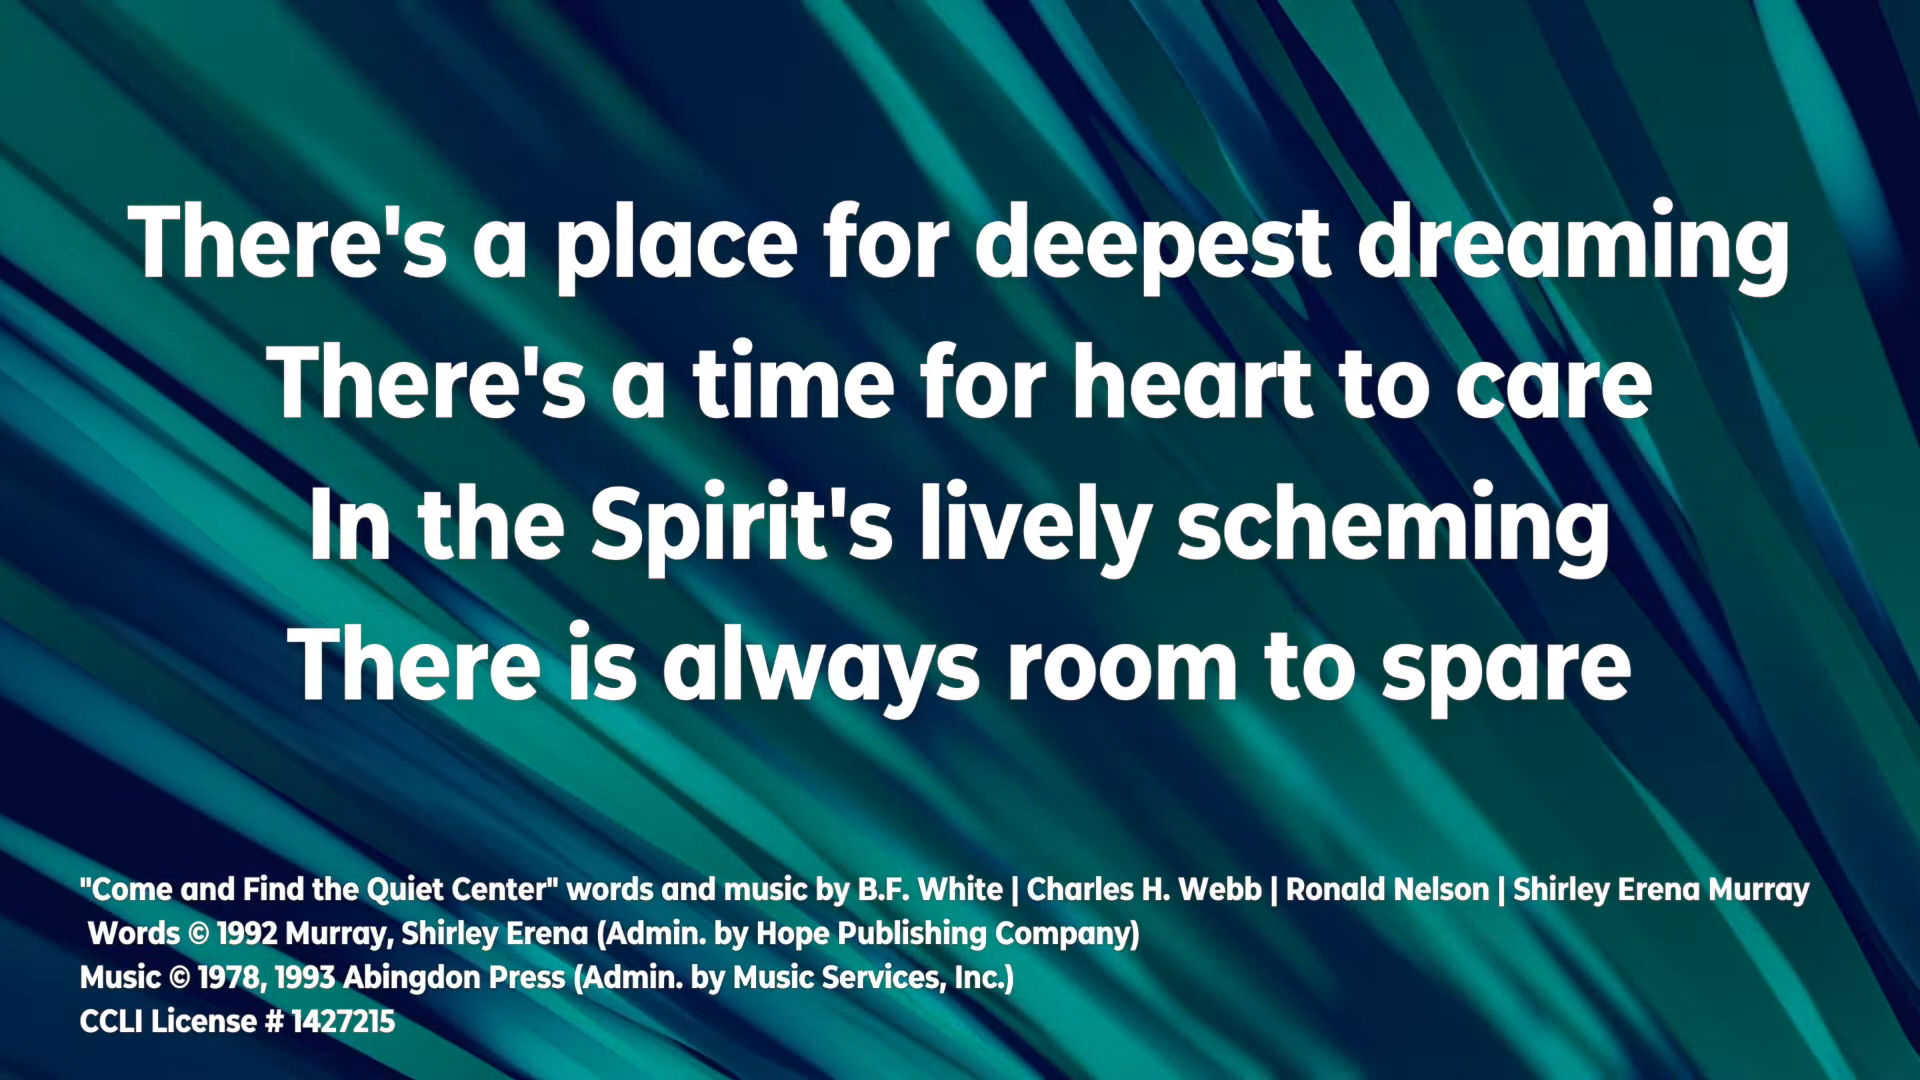 There's a place for deepest dreaming
There's a time for heart to care
In the Spirit's lively scheming
There is always room to spare
"Come and Find the Quiet Center" words and music by B.F. White | Charles H. Webb | Ronald Nelson | Shirley Erena Murray
Words © 1992 Murray, Shirley Erena (Admin. by Hope Publishing Company)
Music © 1978, 1993 Abingdon Press (Admin. by Music Services, Inc.)
CCLI License # 1427215